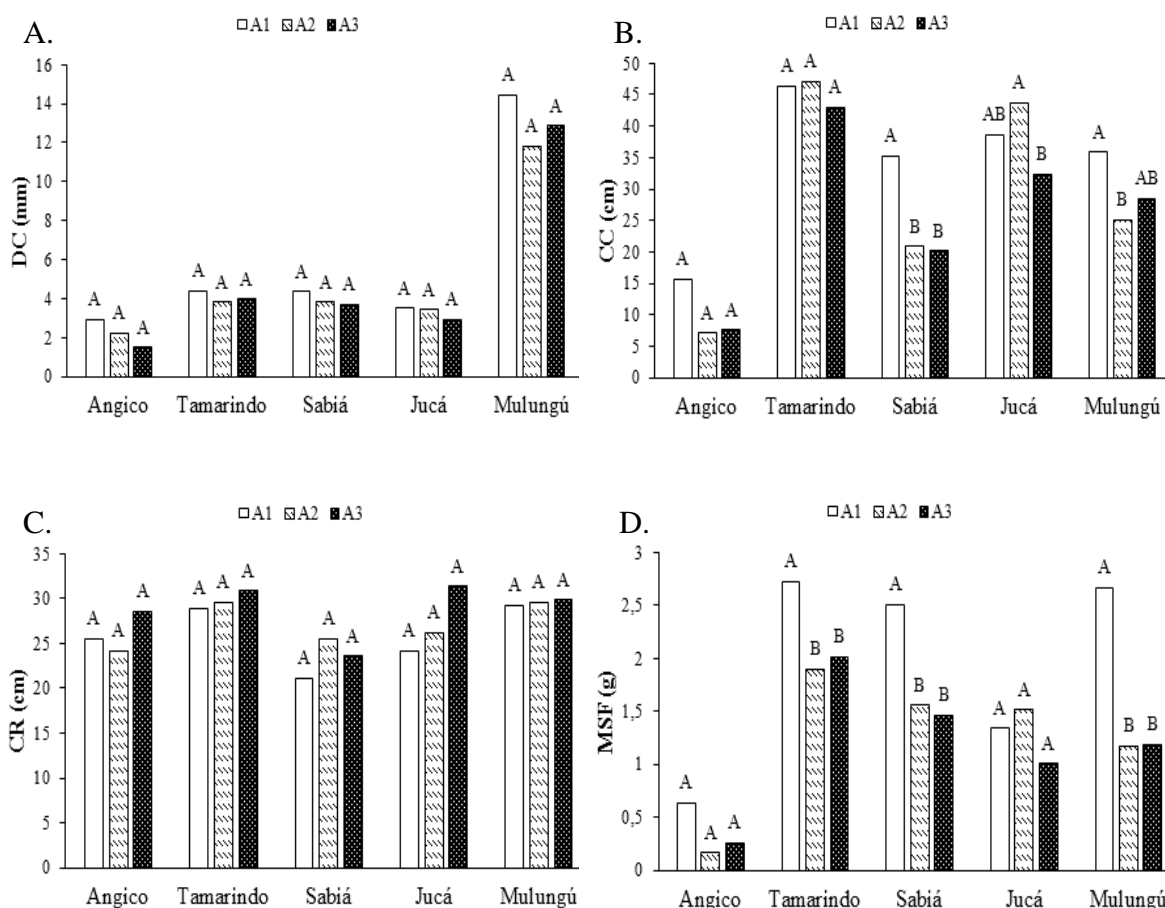 A.
A1 A2 A3
DC (mm)
16
14
12
10
8
6
4
2
0
A A A A A A A A A A A A A A A
Angico Tamarindo Sabiá Jucá Mulungú
B.
A1 A2 A3
CC (cm)
50
45
40
35
30
25
20
15
10
5
0
A A A A A A A B B AB A B A B AB
Angico Tamarindo Sabiá Jucá Mulungú
C.
A1 A2 A3
CR (cm)
35
30
25
20
15
10
5
0
A A A A A A A A A A A A A A A
Angico Tamarindo Sabiá Jucá Mulungú
D.
A1 A2 A3
MSF (g)
3
2,5
2
1,5
1
0,5
0
A A A A B B A B B A A A A B B
Angico Tamarindo Sabiá Jucá Mulungú